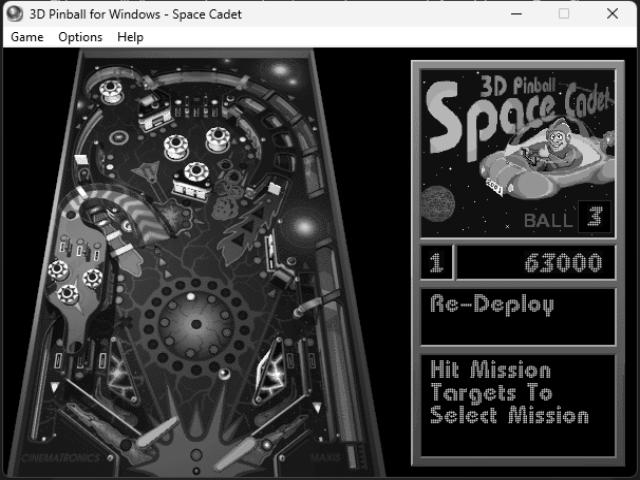 3D Pinball for Windows - Space Cadet
Game Options Help
3D Pinball
Space Cadet
BALL 3
1 63000
Re-Deploy
Hit Mission
Targets To
Select Mission
CINEMATRONICS MAXIS